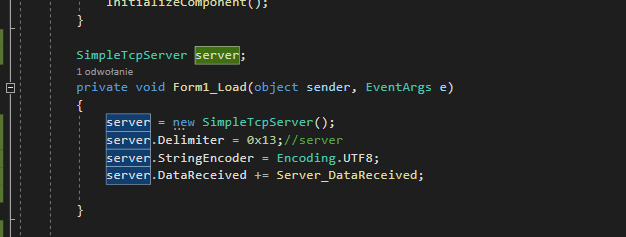 InitializeComponent();
}
SimpleTcpServer server;
1 odwołanie
private void Form1_Load(object sender, EventArgs e)
{
server = new SimpleTcpServer();
server.Delimiter = 0x13;//server
server.StringEncoder = Encoding.UTF8;
server.DataReceived += Server_DataReceived;
}